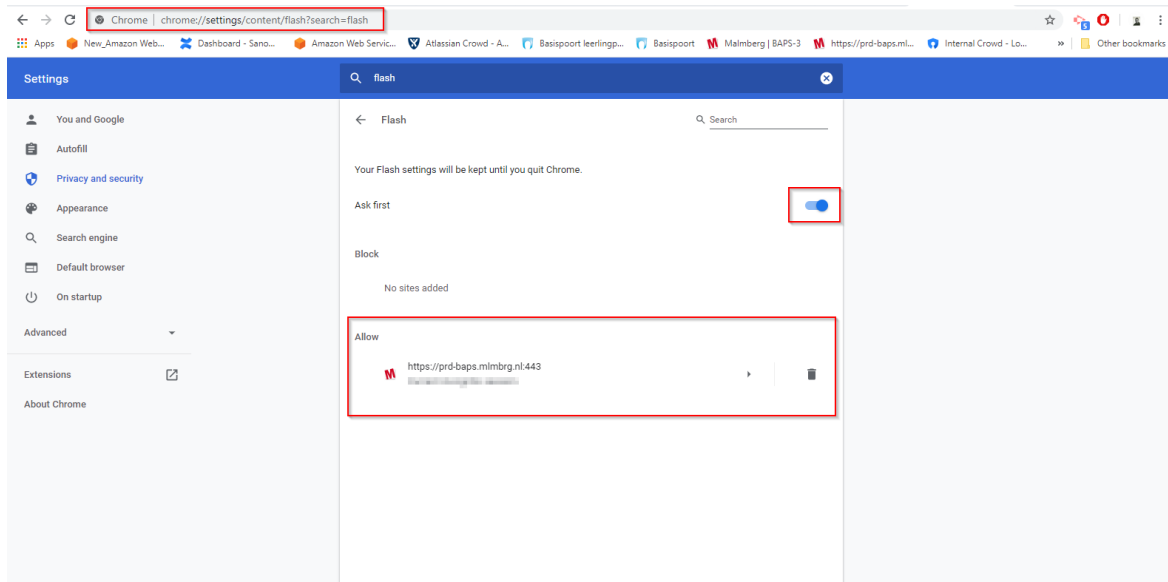 Chrome | chrome://settings/content/flash?search=flash
Apps New_Amazon Web... Dashboard - Sano... Amazon Web Servic... Atlassian Crowd - A... Basispoort leerlingp... Basispoort Malmberg | BAPS-3 https://prd-baps.ml... Internal Crowd - Lo... » Other bookmarks
Settings
flash
You and Google
Autofill
Privacy and security
Appearance
Search engine
Default browser
On startup
Advanced
Extensions
About Chrome
Flash
Search
Your Flash settings will be kept until you quit Chrome.
Ask first
Block
No sites added
Allow
https://prd-baps.mlmbrg.nl:443